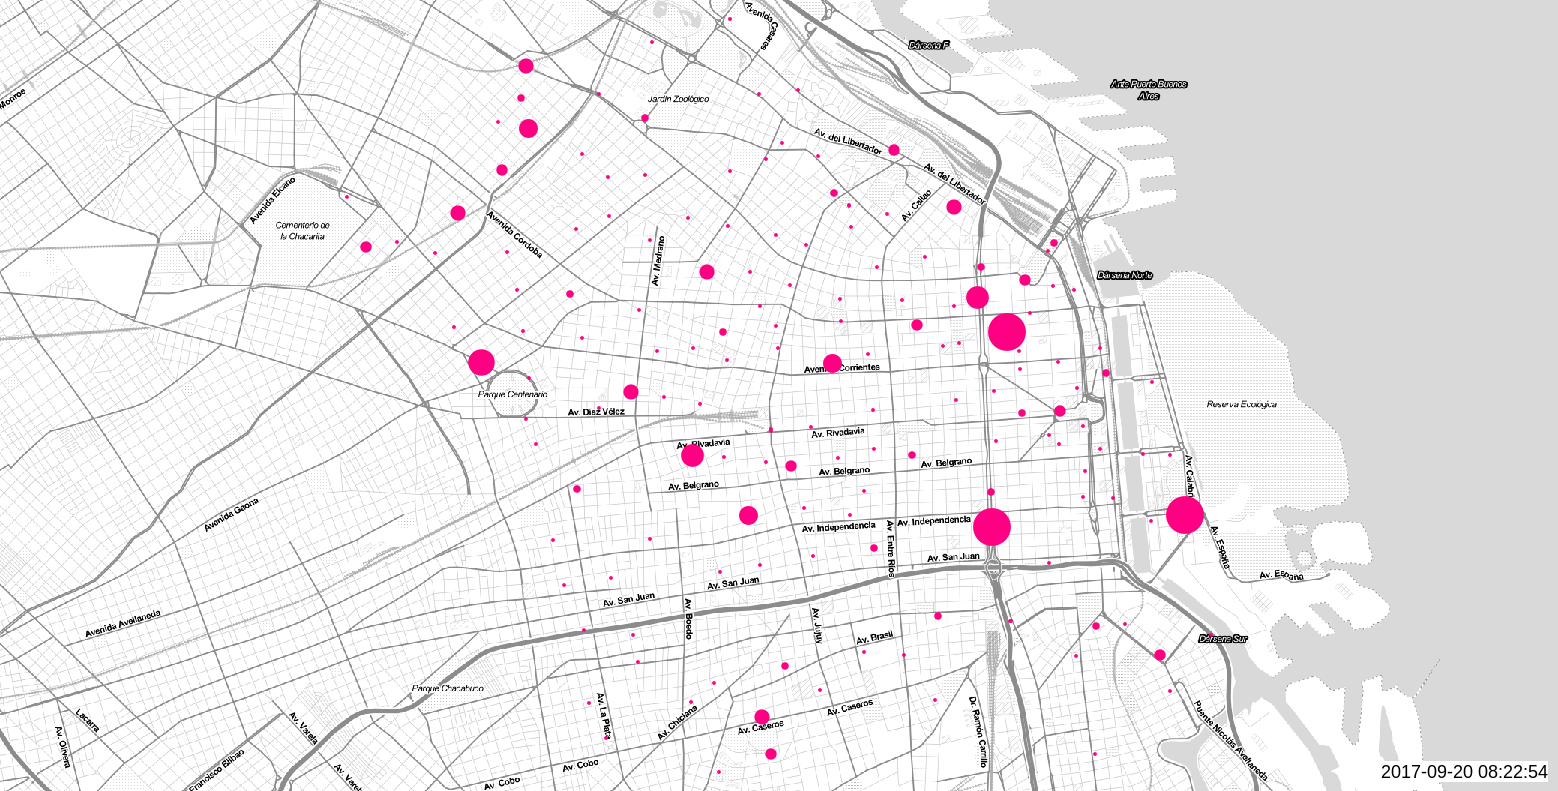 Avenida Casares
Dársena F
Monroe
Jardín Zoológico
Ante Puerto Buenos
Aires
Av. del Libertador
Av. del Libertador
Avenida Elcano
Av. Callao
Cementerio de
la Chacarita
Avenida Córdoba
Av. Medrano
Dársena Norte
Avenida Corrientes
Parque Centenario
Reserva Ecológica
Av. Díaz Vélez
Av. Rivadavia
Av. Rivadavia
Av. Belgrano
Av. Belgrano
Av. Belgrano
Avenida Gaona
Av. Independencia
Av. Independencia
Av. Entre Ríos
Av. España
Av. San Juan
Av. España
Av. San Juan
Av. San Juan
Avenida Avellaneda
Av. Boedo
Av. Jujuy
Av. Brasil
Dársena Sur
Parque Chacabuco
Av. La Plata
Av. Chiclana
Av. Caseros
Av. Caseros
Dr. Ramón Carrillo
Puente Nicolás Avellaneda
Lacarra
Av. Olivera
Av. Varela
Francisco Bilbao
Av. Cobo
Av. Cobo
2017-09-20 08:22:54